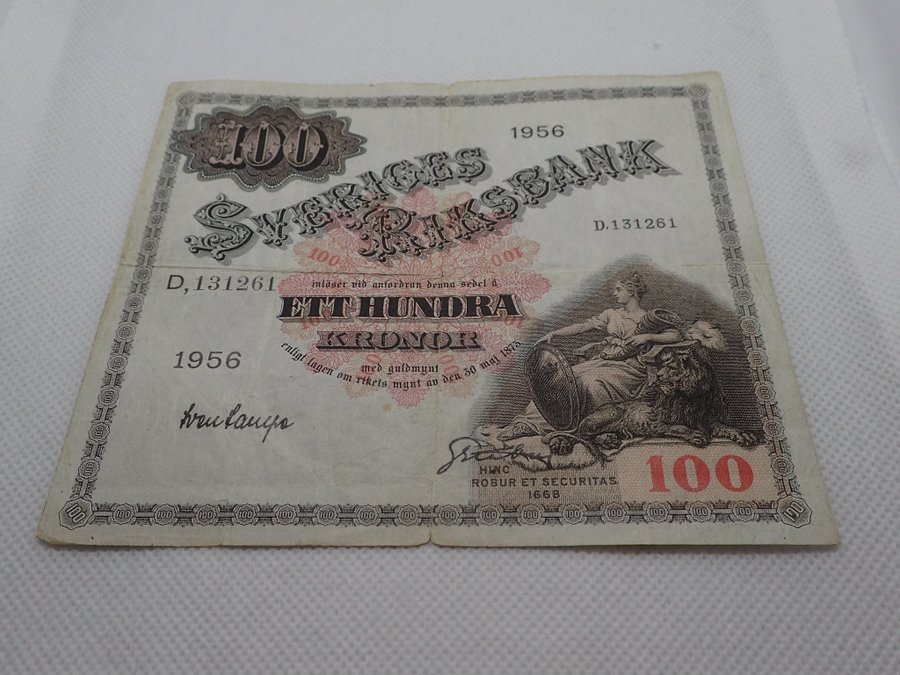 100
1956
SVERIGES
RIKSBANK
D.131261
100 100
inlöser vid anfordran denna sedel å
D,131261
ETT HUNDRA
KRONOR
med guldmynt
enligt lagen om rikets mynt av den 30 maj 1873
1956
HINC
ROBUR ET SECURITAS
1668
100